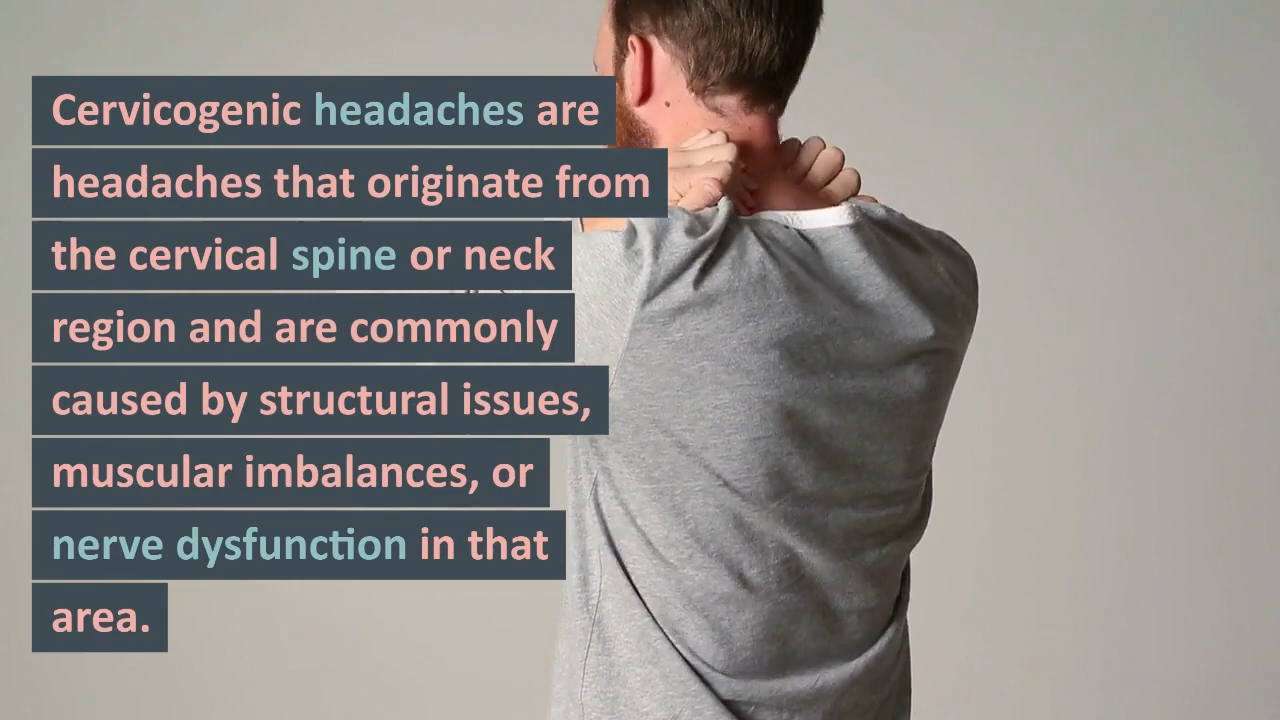 Cervicogenic headaches are
headaches that originate from
the cervical spine or neck
region and are commonly
caused by structural issues,
muscular imbalances, or
nerve dysfunction in that
area.